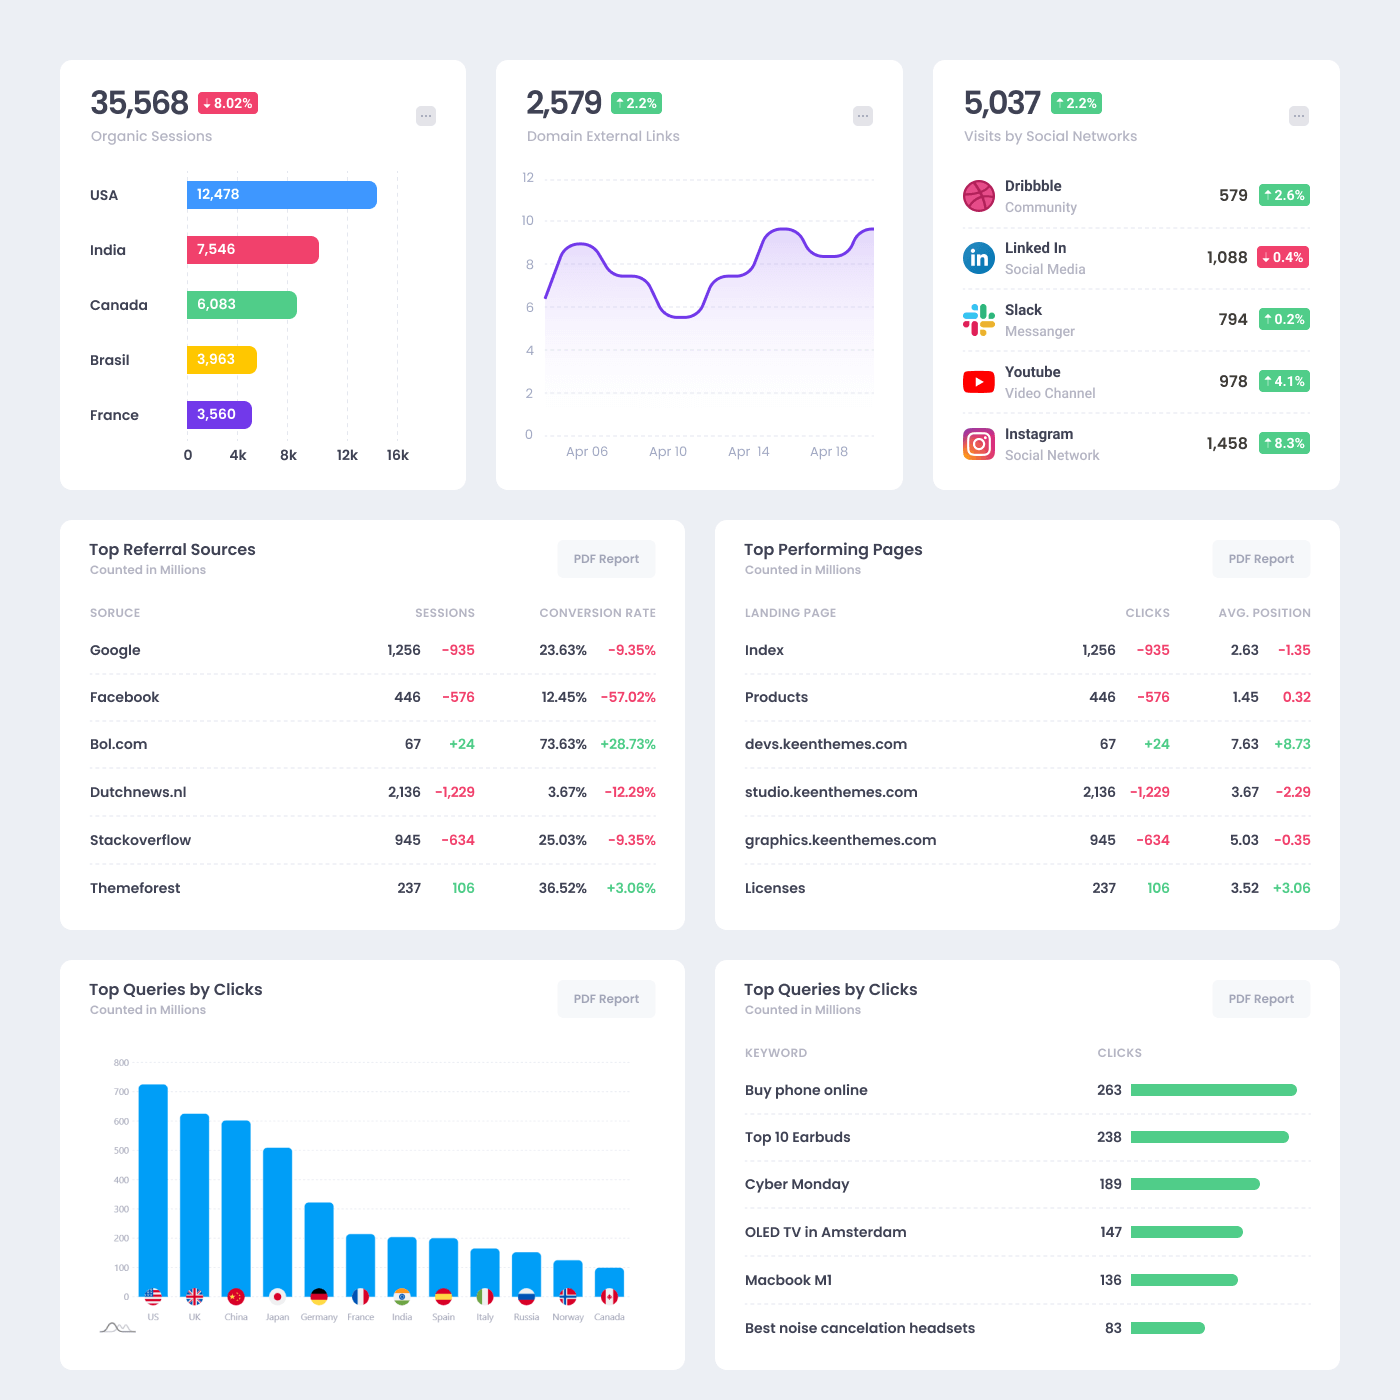 35,568 ↓ 8.02%
Organic Sessions
USA 12,478
India 7,546
Canada 6,083
Brasil 3,963
France 3,560
0 4k 8k 12k 16k
2,579 ↑ 2.2%
Domain External Links
12
10
8
6
4
2
0
Apr 06 Apr 10 Apr 14 Apr 18
5,037 ↑ 2.2%
Visits by Social Networks
Dribbble 579 ↑ 2.6%
Community
Linked In 1,088 ↓ 0.4%
Social Media
Slack 794 ↑ 0.2%
Messanger
Youtube 978 ↑ 4.1%
Video Channel
Instagram 1,458 ↑ 8.3%
Social Network
Top Referral Sources
Counted in Millions
PDF Report
SORUCE SESSIONS CONVERSION RATE
Google 1,256 -935 23.63% -9.35%
Facebook 446 -576 12.45% -57.02%
Bol.com 67 +24 73.63% +28.73%
Dutchnews.nl 2,136 -1,229 3.67% -12.29%
Stackoverflow 945 -634 25.03% -9.35%
Themeforest 237 106 36.52% +3.06%
Top Performing Pages
Counted in Millions
PDF Report
LANDING PAGE CLICKS AVG. POSITION
Index 1,256 -935 2.63 -1.35
Products 446 -576 1.45 0.32
devs.keenthemes.com 67 +24 7.63 +8.73
studio.keenthemes.com 2,136 -1,229 3.67 -2.29
graphics.keenthemes.com 945 -634 5.03 -0.35
Licenses 237 106 3.52 +3.06
Top Queries by Clicks
Counted in Millions
PDF Report
800
700
600
500
400
300
200
100
0
US UK China Japan Germany France India Spain Italy Russia Norway Canada
Top Queries by Clicks
Counted in Millions
PDF Report
KEYWORD CLICKS
Buy phone online 263
Top 10 Earbuds 238
Cyber Monday 189
OLED TV in Amsterdam 147
Macbook M1 136
Best noise cancelation headsets 83